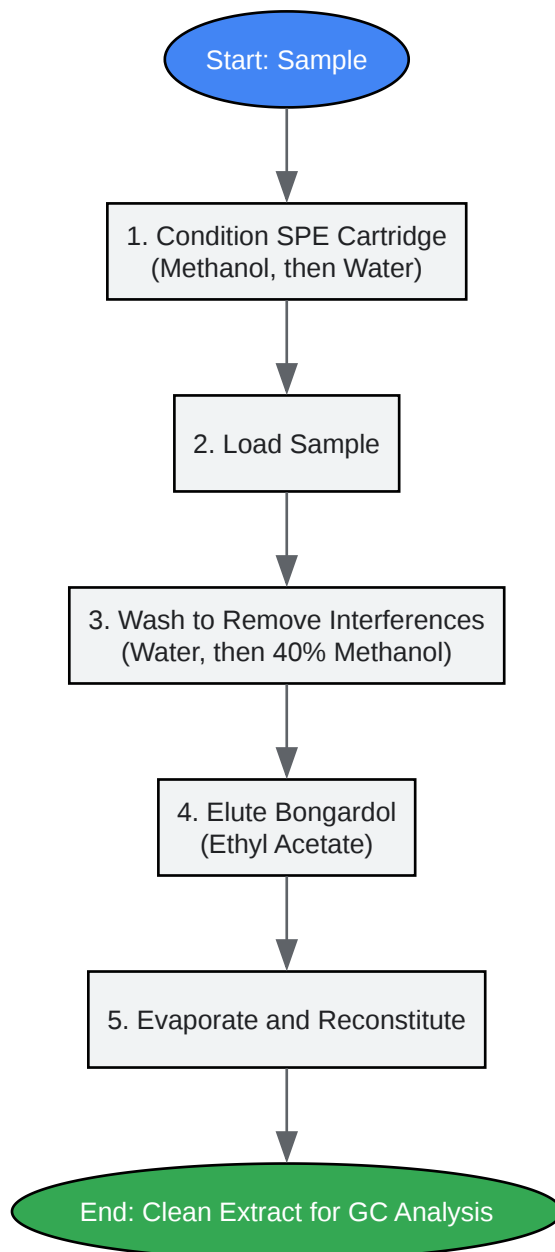 Start: Sample
1. Condition SPE Cartridge
(Methanol, then Water)
2. Load Sample
3. Wash to Remove Interferences
(Water, then 40% Methanol)
4. Elute Bongardol
(Ethyl Acetate)
5. Evaporate and Reconstitute
End: Clean Extract for GC Analysis